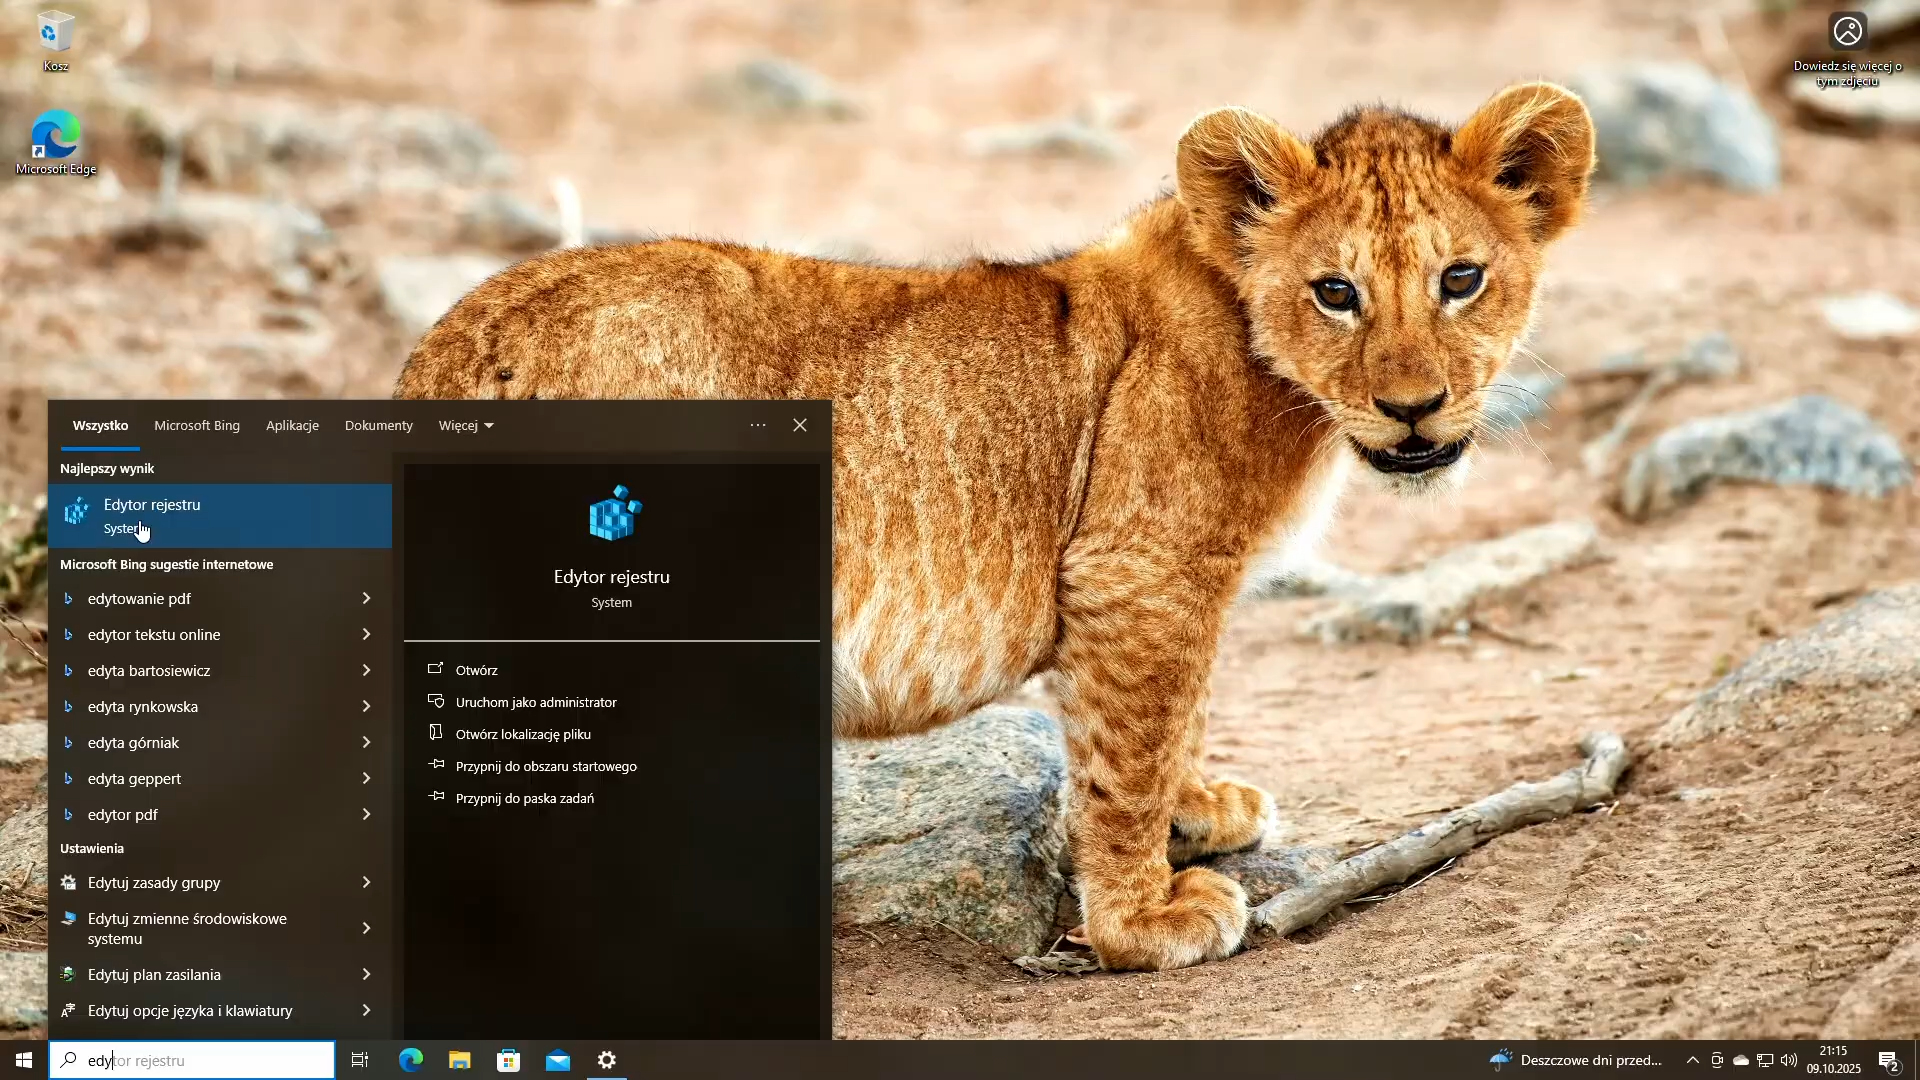 Kosz
Microsoft Edge
Dowiedz się więcej o
tym zdjęciu
Wszystko
Microsoft Bing
Aplikacje
Dokumenty
Więcej
Najlepszy wynik
Edytor rejestru
System
Microsoft Bing sugestie internetowe
edytowanie pdf
edytor tekstu online
edyta bartosiewicz
edyta rynkowska
edyta górniak
edyta geppert
edytor pdf
Ustawienia
Edytuj zasady grupy
Edytuj zmienne środowiskowe
systemu
Edytuj plan zasilania
Edytuj opcje języka i klawiatury
Edytor rejestru
System
Otwórz
Uruchom jako administrator
Otwórz lokalizację pliku
Przypnij do obszaru startowego
Przypnij do paska zadań
edytor rejestru
Deszczowe dni przed...
21:15
09.10.2025
2